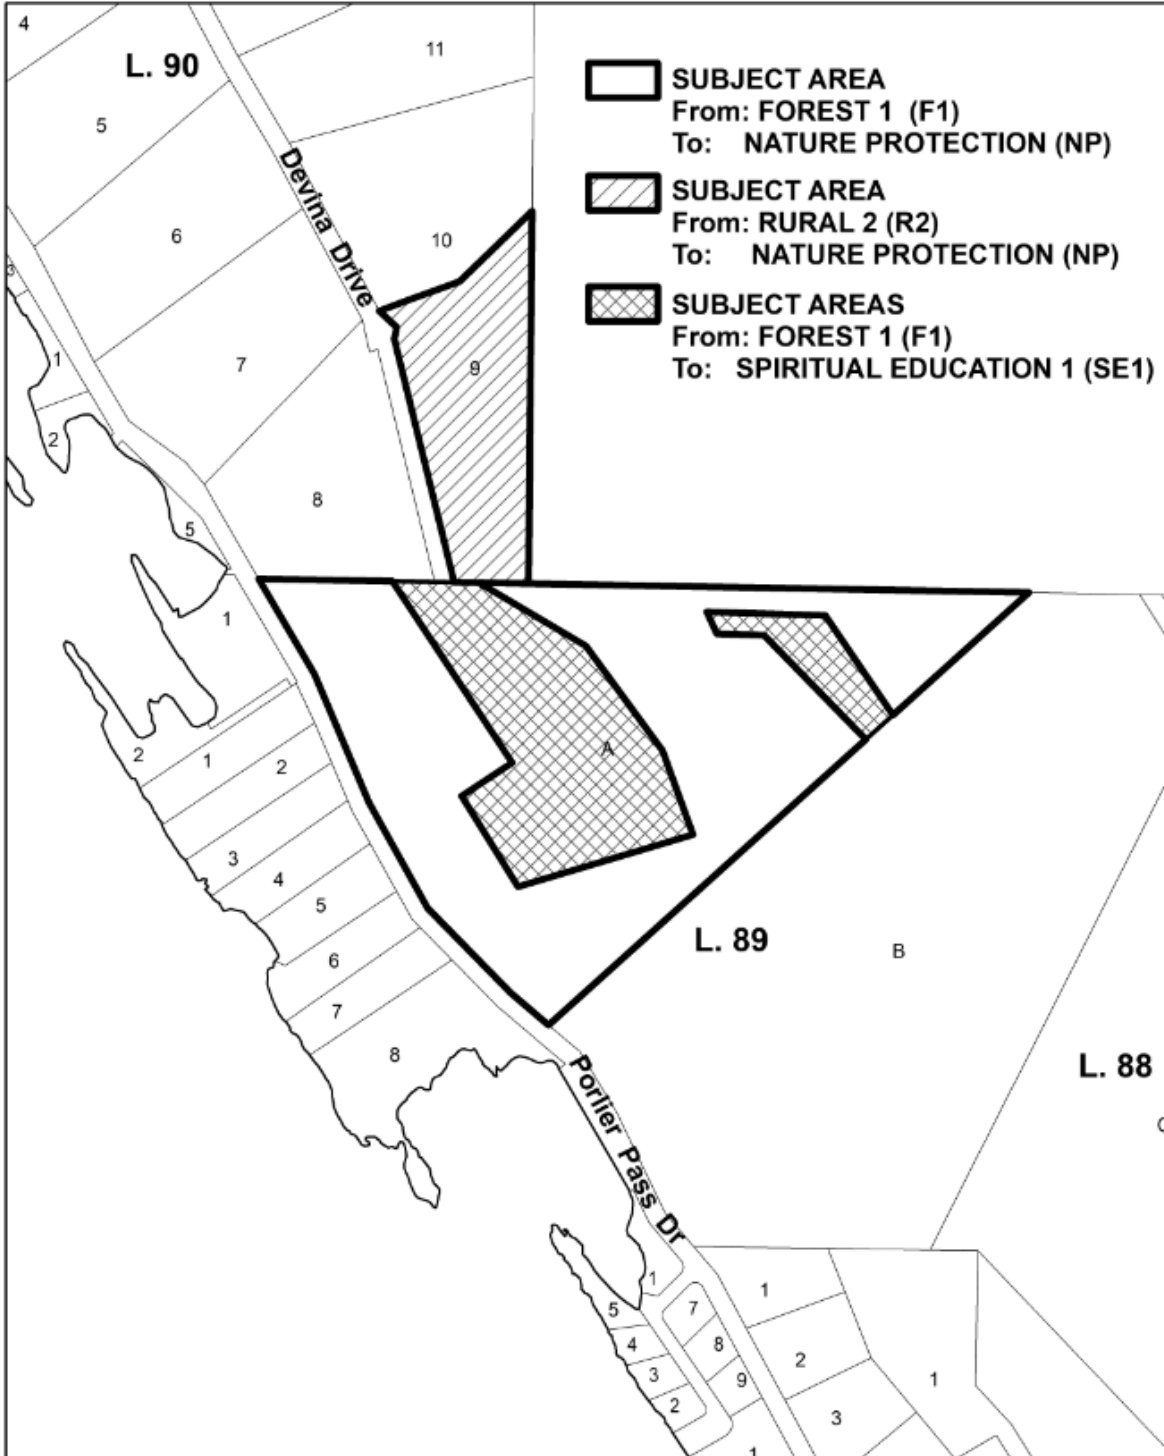 4
L. 90
11
5
SUBJECT AREA
From: FOREST 1 (F1)
To: NATURE PROTECTION (NP)
SUBJECT AREA
From: RURAL 2 (R2)
To: NATURE PROTECTION (NP)
SUBJECT AREAS
From: FOREST 1 (F1)
To: SPIRITUAL EDUCATION 1 (SE1)
Devina Drive
6
10
3
1
7
9
2
8
5
1
2
1
2
A
3
4
5
6
7
8
L. 89
B
L. 88
C
Porlier Pass Dr
1
5
7
1
4
8
2
3
9
1
2
3
1